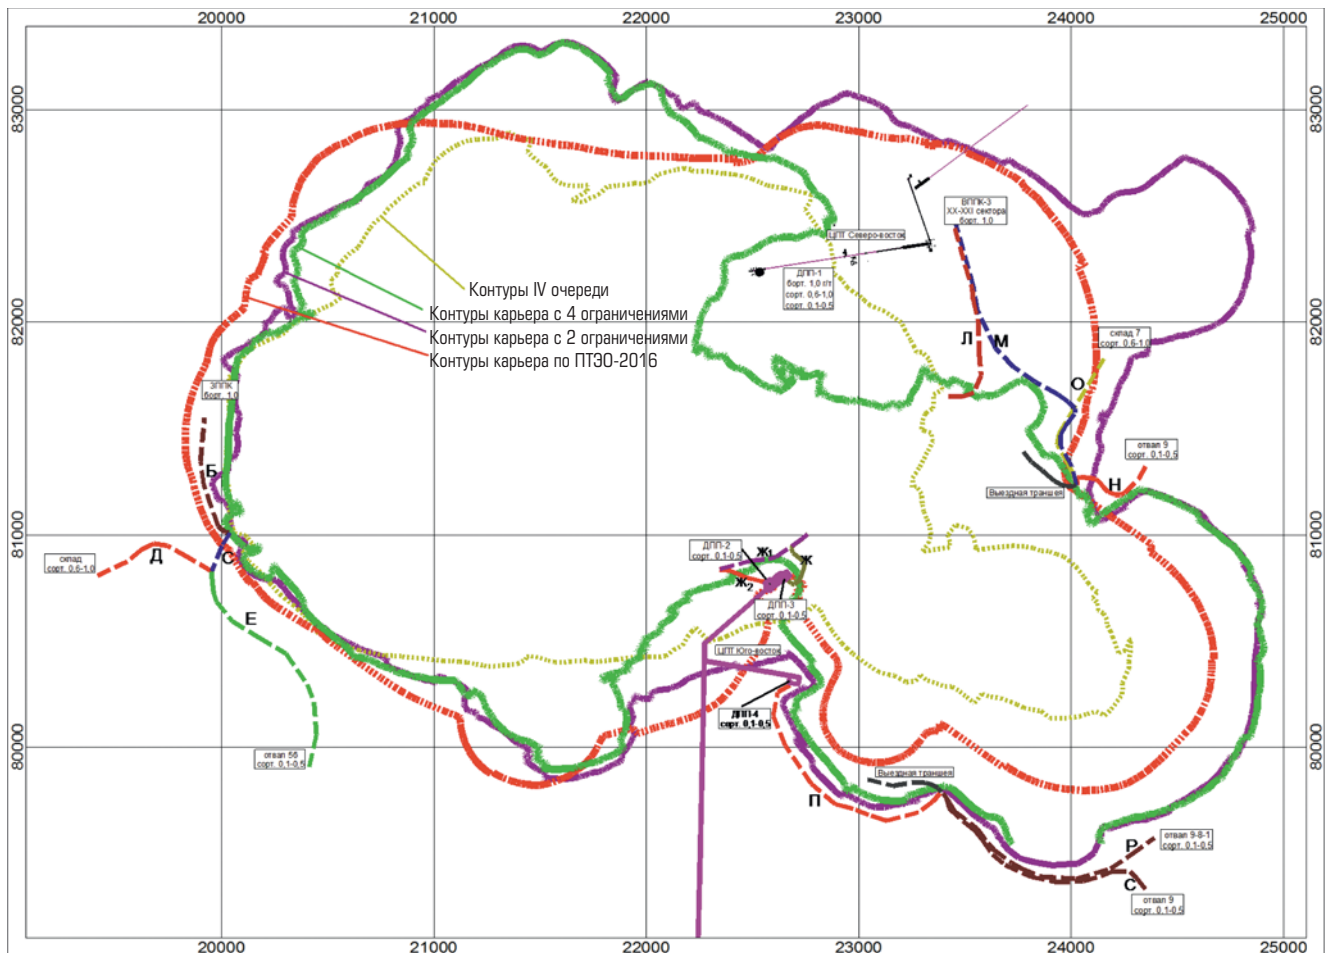 20000 21000 22000 23000 24000 25000
83000
83000
ВППК-3
XX-XXI сектора
борт. 1,0
ЦПТ Северо-восток
ДПП-1
борт. 1,0 г/т
сорт. 0,6-1,0
сорт. 0,1-0,5
Контуры IV очереди
Контуры карьера с 4 ограничениями
Контуры карьера с 2 ограничениями
Контуры карьера по ПТЭО-2016
82000
82000
Л
М
склад 7
сорт. 0,6-1,0
О
ЗППК
борт. 1,0
отвал 9
сорт. 0,1-0,5
Б
Н
Выездная траншея
81000
81000
склад
сорт. 0,6-1,0
Д
С
ДПП-2
сорт. 0,1-0,5
Ж1
Ж
Ж2
ДПП-3
сорт. 0,1-0,5
Е
ЦПТ Юго-восток
ДПП-4
сорт. 0,1-0,5
80000
80000
отвал 5б
сорт. 0,1-0,5
Выездная траншея
П
Р
отвал 9-8-1
сорт. 0,1-0,5
С
отвал 9
сорт. 0,1-0,5
20000 21000 22000 23000 24000 25000